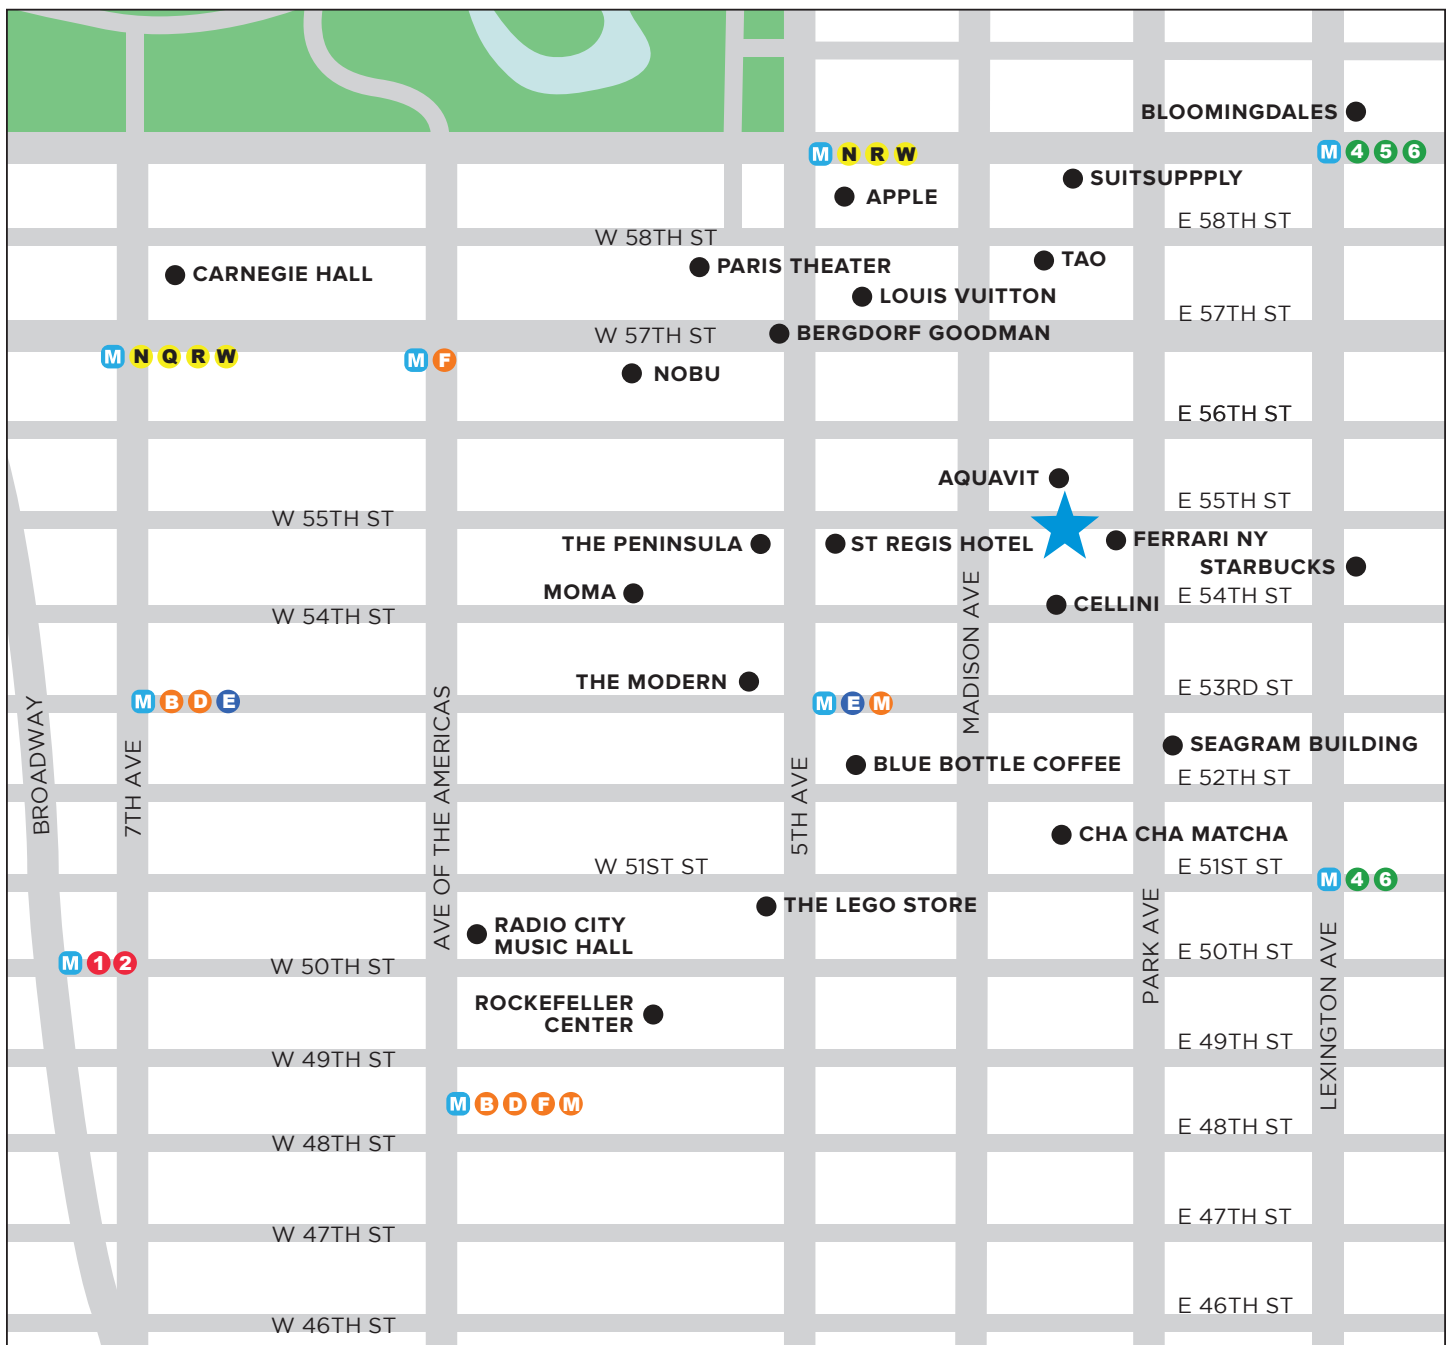 BLOOMINGDALES
M N R W
M 4 5 6
SUITSUPPPLY
APPLE
E 58TH ST
W 58TH ST
TAO
PARIS THEATER
CARNEGIE HALL
LOUIS VUITTON
E 57TH ST
W 57TH ST
BERGDORF GOODMAN
M N Q R W
M F
NOBU
E 56TH ST
AQUAVIT
E 55TH ST
W 55TH ST
THE PENINSULA
ST REGIS HOTEL
FERRARI NY
STARBUCKS
MOMA
E 54TH ST
CELLINI
W 54TH ST
MADISON AVE
THE MODERN
E 53RD ST
M B D E
M E M
SEAGRAM BUILDING
BROADWAY
7TH AVE
AVE OF THE AMERICAS
5TH AVE
BLUE BOTTLE COFFEE
E 52TH ST
CHA CHA MATCHA
W 51ST ST
E 51ST ST
M 4 6
THE LEGO STORE
RADIO CITY
MUSIC HALL
PARK AVE
LEXINGTON AVE
E 50TH ST
M 1 2
W 50TH ST
ROCKEFELLER
CENTER
E 49TH ST
W 49TH ST
M B D F M
E 48TH ST
W 48TH ST
E 47TH ST
W 47TH ST
E 46TH ST
W 46TH ST